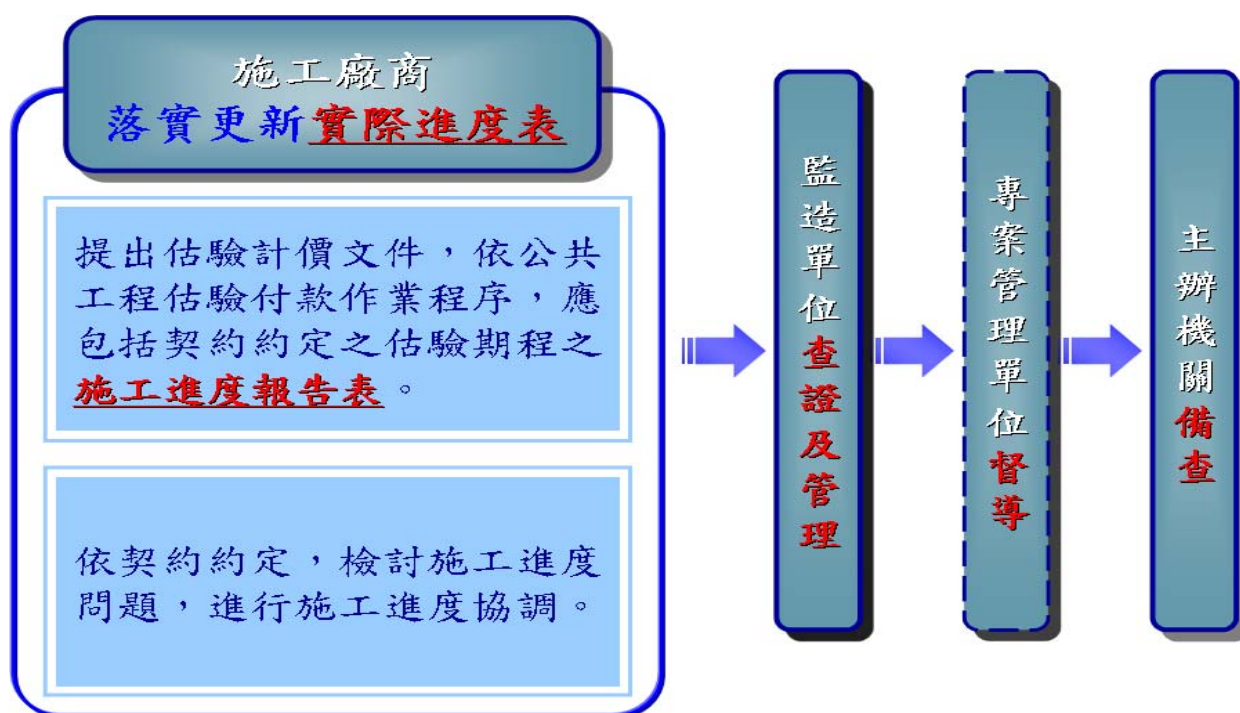 施工廠商
落實更新實際進度表
提出估驗計價文件，依公共
工程估驗付款作業程序，應
包括契約約定之估驗期程之
施工進度報告表。
依契約約定，檢討施工進度
問題，進行施工進度協調。
監造單位查證及管理
專案管理單位督導
主辦機關備查